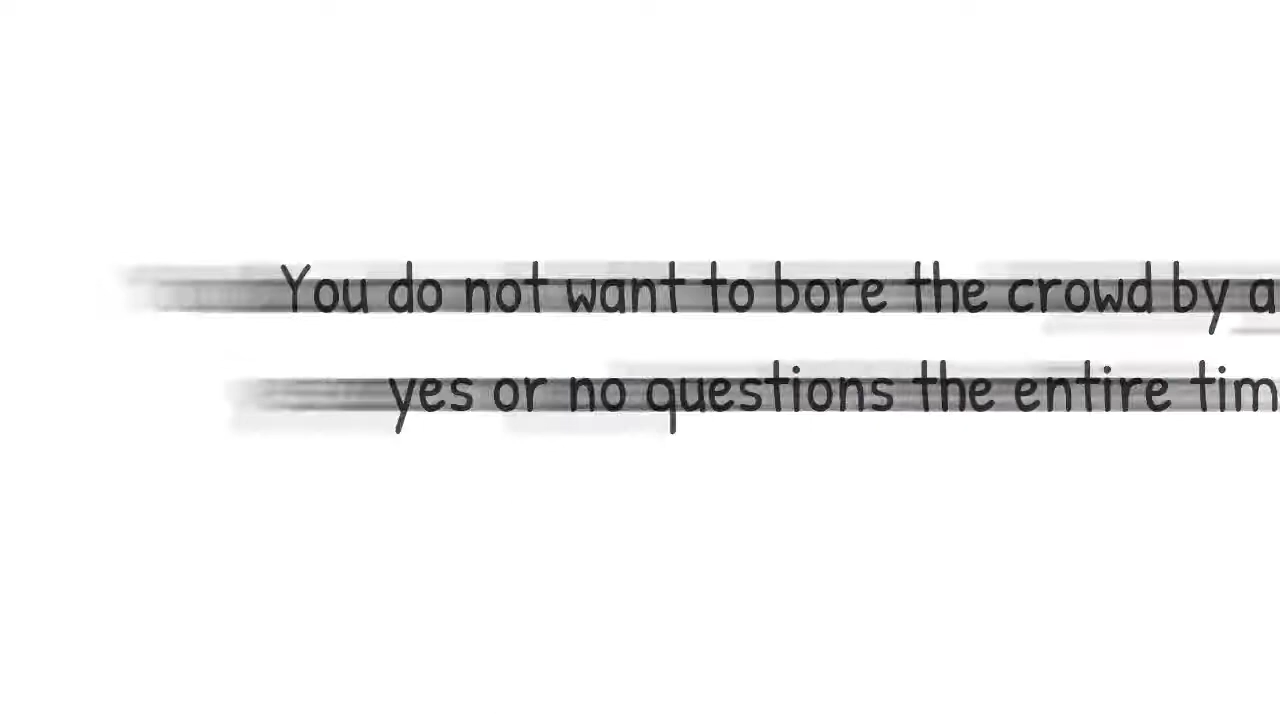 You do not want to bore the crowd by a
yes or no questions the entire tim